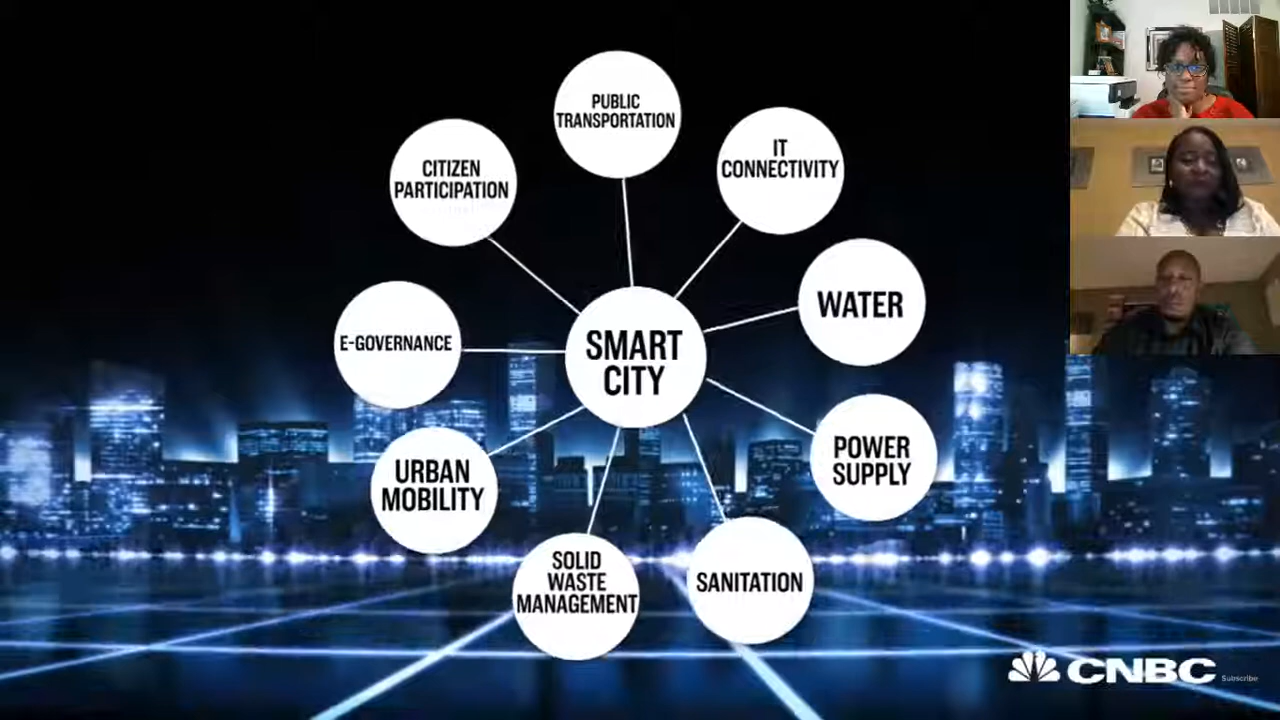 PUBLIC
TRANSPORTATION
IT
CONNECTIVITY
CITIZEN
PARTICIPATION
WATER
E-GOVERNANCE
SMART
CITY
POWER
SUPPLY
URBAN
MOBILITY
SOLID
WASTE
MANAGEMENT
SANITATION
CNBC
Subscribe